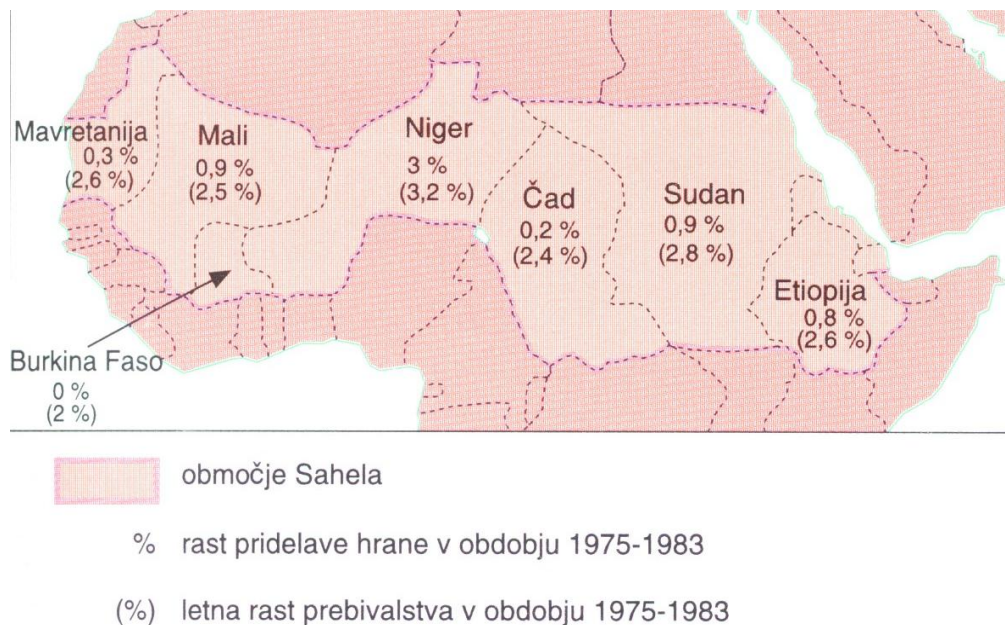 Mavretanija
0,3 %
(2,6 %)
Mali
0,9 %
(2,5 %)
Niger
3 %
(3,2 %)
Čad
0,2 %
(2,4 %)
Sudan
0,9 %
(2,8 %)
Etiopija
0,8 %
(2,6 %)
Burkina Faso
0 %
(2 %)
območje Sahela
% rast pridelave hrane v obdobju 1975-1983
(%) letna rast prebivalstva v obdobju 1975-1983